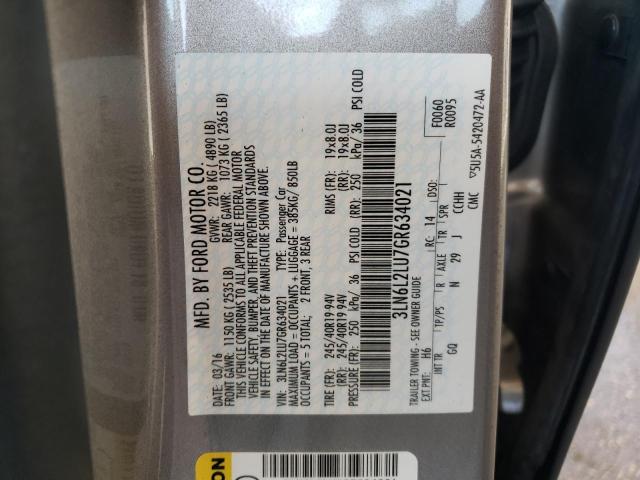 MFD. BY FORD MOTOR CO.
DATE: 03/16 GVWR: 2218 KG ( 4890 LB)
FRONT GAWR: 1150 KG ( 2535 LB) REAR GAWR: 1073 KG ( 2365 LB)
THIS VEHICLE CONFORMS TO ALL APPLICABLE FEDERAL MOTOR
VEHICLE SAFETY, BUMPER, AND THEFT PREVENTION STANDARDS
IN EFFECT ON THE DATE OF MANUFACTURE SHOWN ABOVE.
VIN: 3LN6L2LU7GR634021 TYPE: Passenger Car
MAXIMUM LOAD = OCCUPANTS + LUGGAGE = 385KG/ 850LB
OCCUPANTS = 5 TOTAL; 2 FRONT, 3 REAR
TIRE (FR): 245/40R19 94V RIMS (FR): 19x8.0J
TIRE (RR): 245/40R19 94V (RR): 19x8.0J
PRESSURE (FR): 250 kPa/ 36 PSI COLD (RR): 250 kPa/ 36 PSI COLD
3LN6L2LU7GR634021
F0060
R0095
TRAILER TOWING - SEE OWNER GUIDE
EXT PNT: H6 RC: 14 DSO:
INT TR TP/PS R AXLE TR SPR
GQ N 29 J CCHH
CMC
5U5A-5420472-AA
ON